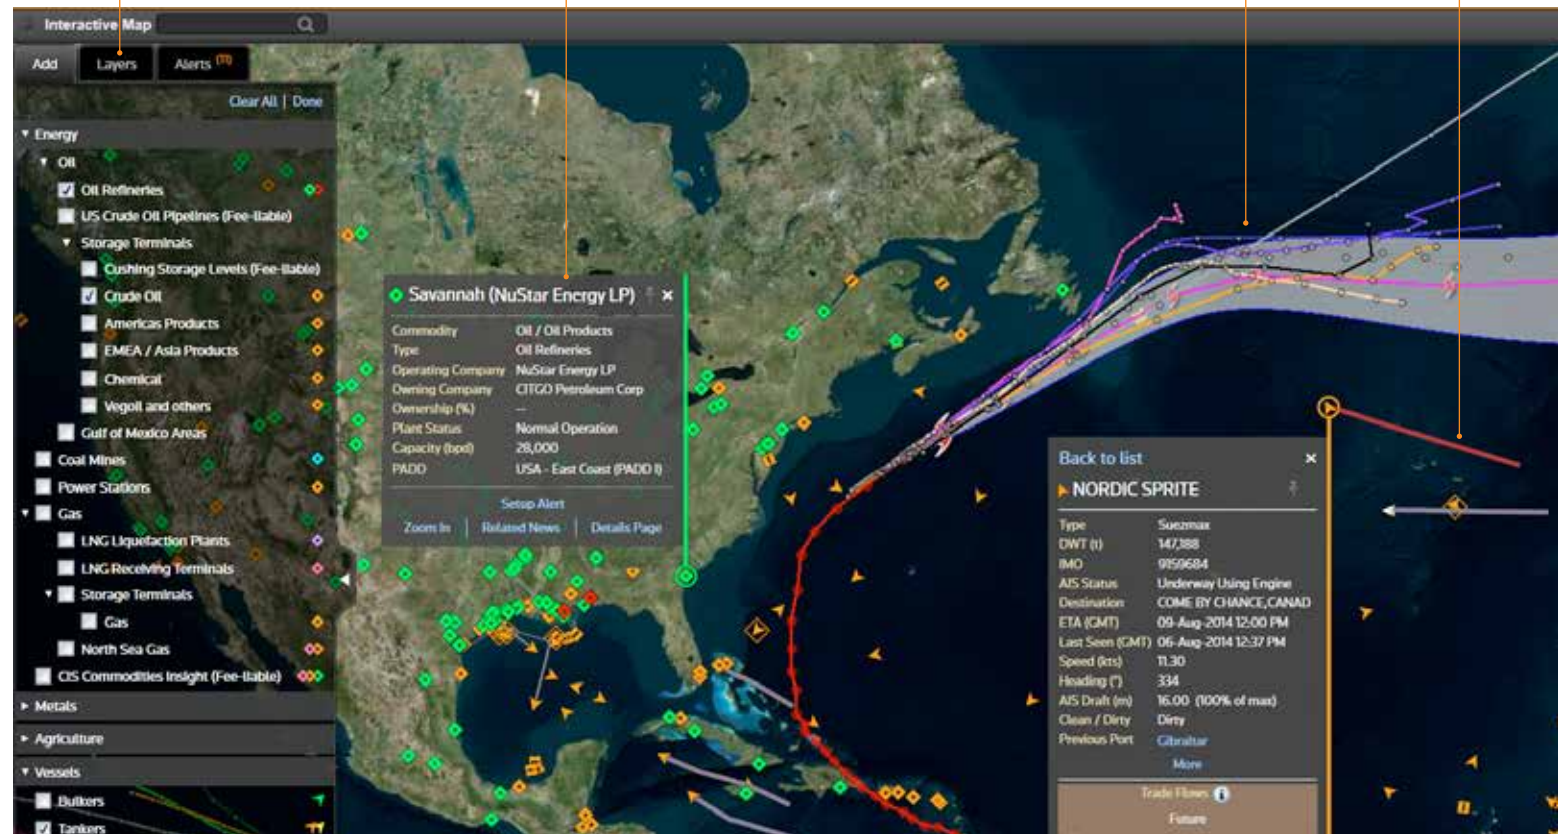 Interactive Map
Add
Layers
Alerts
Clear All | Done
Energy
Oil
Oil Refineries
US Crude Oil Pipelines (Fee-liable)
Storage Terminals
Cushing Storage Levels (Fee-liable)
Crude Oil
Americas Products
EMEA / Asia Products
Chemical
Vegoil and others
Gulf of Mexico Areas
Coal Mines
Power Stations
Gas
LNG Liquefaction Plants
LNG Receiving Terminals
Storage Terminals
Gas
North Sea Gas
CIS Commodities Insight (Fee-liable)
Metals
Agriculture
Vessels
Bulkers
Tankers
Savannah (NuStar Energy LP)
Commodity Oil / Oil Products
Type Oil Refineries
Operating Company NuStar Energy LP
Owning Company CITGO Petroleum Corp
Ownership (%) --
Plant Status Normal Operation
Capacity (bpd) 28,000
PADD USA - East Coast (PADD I)
Setup Alert
Zoom In | Related News | Details Page
Back to list
NORDIC SPRITE
Type Suezmax
DWT (t) 147,188
IMO 9159684
AIS Status Underway Using Engine
Destination COME BY CHANCE,CANAD
ETA (GMT) 09-Aug-2014 12:00 PM
Last Seen (GMT) 06-Aug-2014 12:37 PM
Speed (kts) 11.30
Heading (°) 334
AIS Draft (m) 16.00 (100% of max)
Clean / Dirty Dirty
Previous Port Gibraltar
More
Trade Flows
Future